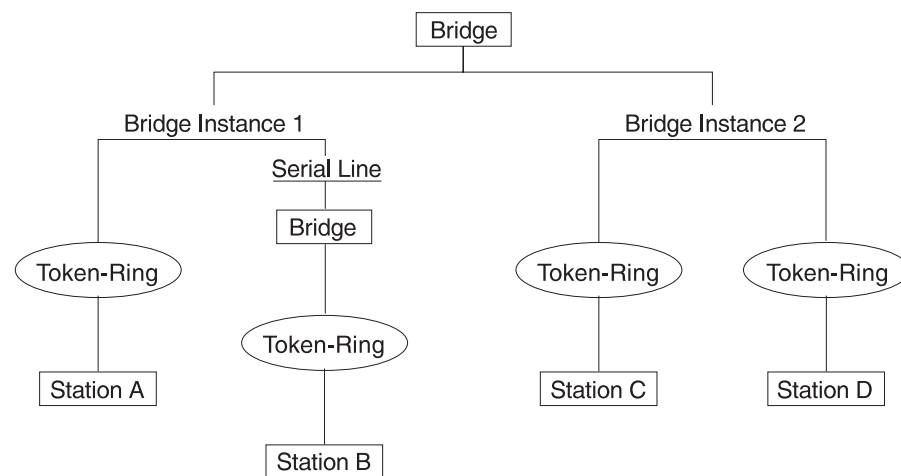 Bridge
Bridge Instance 1
Bridge Instance 2
Serial Line
Bridge
Token-Ring
Token-Ring
Token-Ring
Token-Ring
Station A
Station C
Station D
Station B